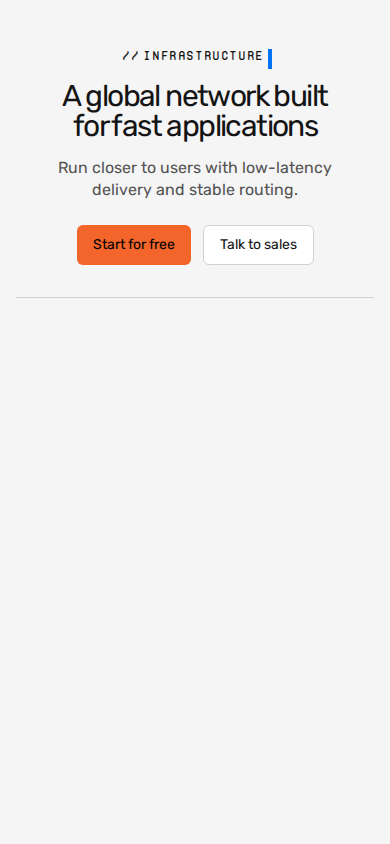 // INFRASTRUCTURE
A global network built
for fast applications
Run closer to users with low-latency
delivery and stable routing.
Start for free
Talk to sales